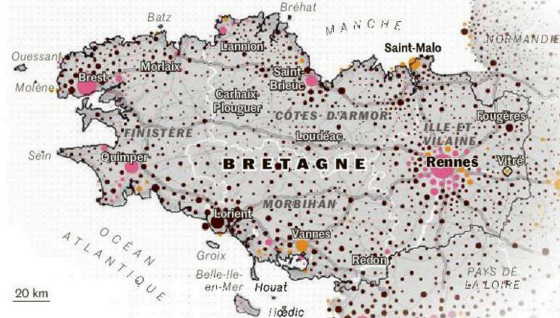 Batz
Bréhat
MANCHE
NORMANDIE
Lannion
Saint-Malo
Ouessant
Morlaix
Brest
Molène
Saint-
Brieuc
Carhaix-
Plouguer
CÔTES-D'ARMOR
Fougères
FINISTÈRE
Loudéac
ILLE-ET-
VILAINE
Sein
Quimper
BRETAGNE
Rennes
Vitré
MORBIHAN
Lorient
Vannes
OCÉAN
ATLANTIQUE
Groix
Redon
Belle-Ile-
en-Mer
Houat
PAYS DE
LA LOIRE
20 km
Hœdic